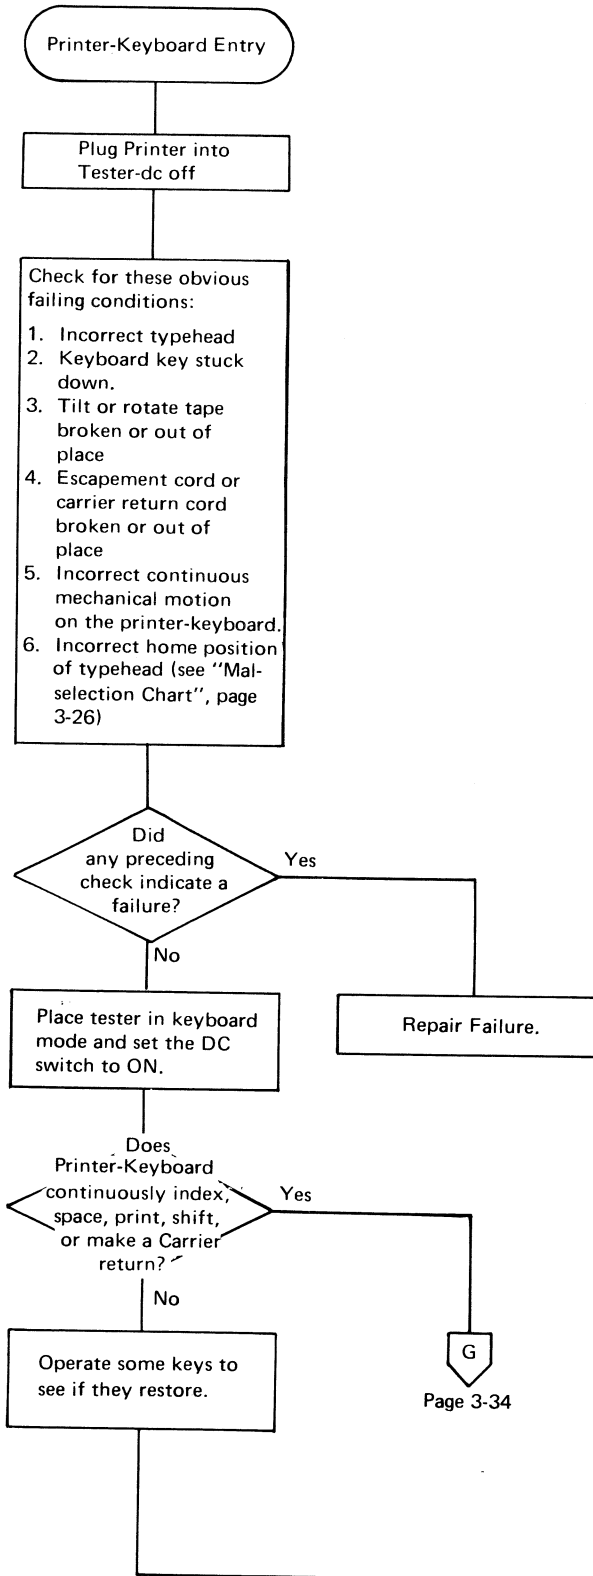 Printer-Keyboard Entry
Plug Printer into
Tester-dc off
Check for these obvious
failing conditions:
1. Incorrect typehead
2. Keyboard key stuck
down.
3. Tilt or rotate tape
broken or out of
place
4. Escapement cord or
carrier return cord
broken or out of
place
5. Incorrect continuous
mechanical motion
on the printer-keyboard.
6. Incorrect home position
of typehead (see "Mal-
selection Chart", page
3-26)
Did
any preceding
check indicate a
failure?
Yes
No
Place tester in keyboard
mode and set the DC
switch to ON.
Repair Failure.
Does
Printer-Keyboard
continuously index,
space, print, shift,
or make a Carrier
return?
Yes
No
Operate some keys to
see if they restore.
G
Page 3-34